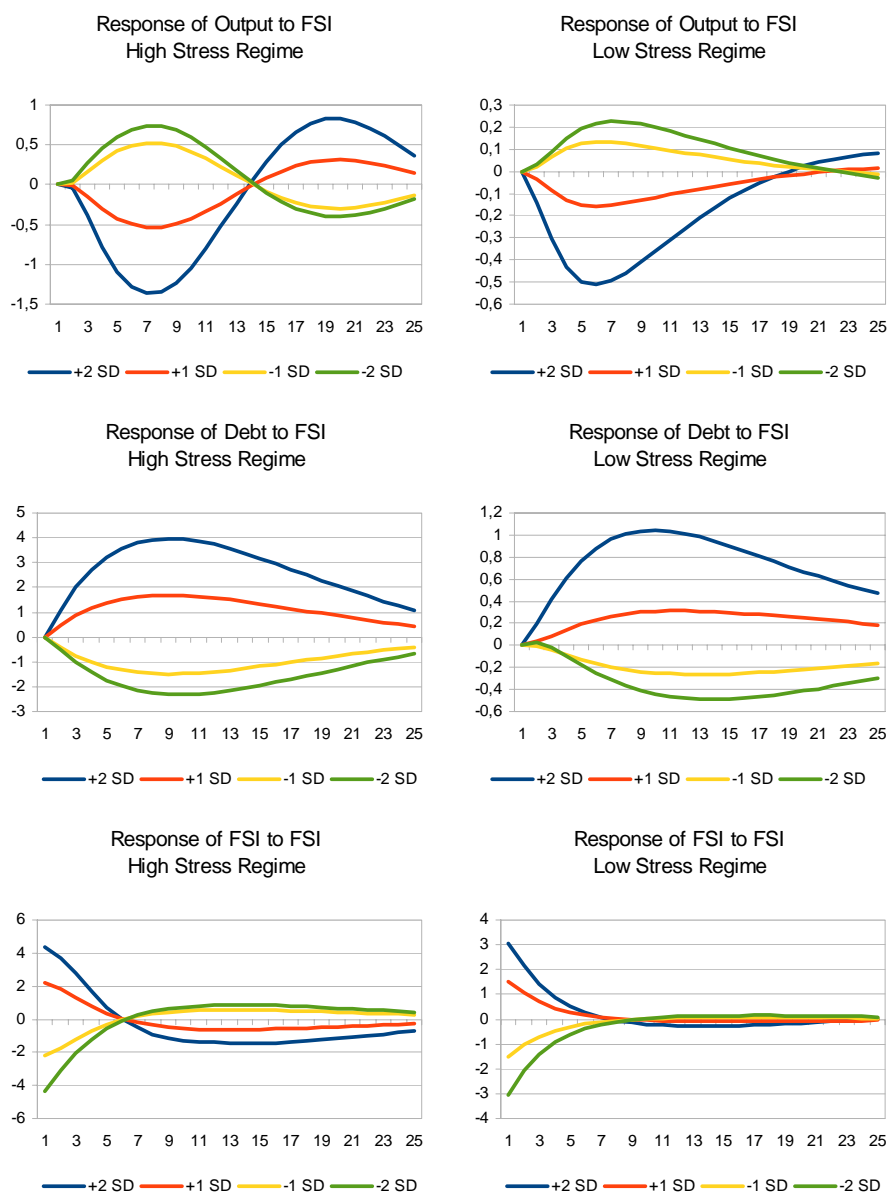 Response of Output to FSI
High Stress Regime
1
0,5
0
-0,5
-1
-1,5
1 3 5 7 9 11 13 15 17 19 21 23 25
+2 SD +1 SD -1 SD -2 SD
Response of Output to FSI
Low Stress Regime
0,3
0,2
0,1
0
-0,1
-0,2
-0,3
-0,4
-0,5
-0,6
1 3 5 7 9 11 13 15 17 19 21 23 25
+2 SD +1 SD -1 SD -2 SD
Response of Debt to FSI
High Stress Regime
5
4
3
2
1
0
-1
-2
-3
1 3 5 7 9 11 13 15 17 19 21 23 25
+2 SD +1 SD -1 SD -2 SD
Response of Debt to FSI
Low Stress Regime
1,2
1
0,8
0,6
0,4
0,2
0
-0,2
-0,4
-0,6
1 3 5 7 9 11 13 15 17 19 21 23 25
+2 SD +1 SD -1 SD -2 SD
Response of FSI to FSI
High Stress Regime
6
4
2
0
-2
-4
-6
1 3 5 7 9 11 13 15 17 19 21 23 25
+2 SD +1 SD -1 SD -2 SD
Response of FSI to FSI
Low Stress Regime
4
3
2
1
0
-1
-2
-3
-4
1 3 5 7 9 11 13 15 17 19 21 23 25
+2 SD +1 SD -1 SD -2 SD